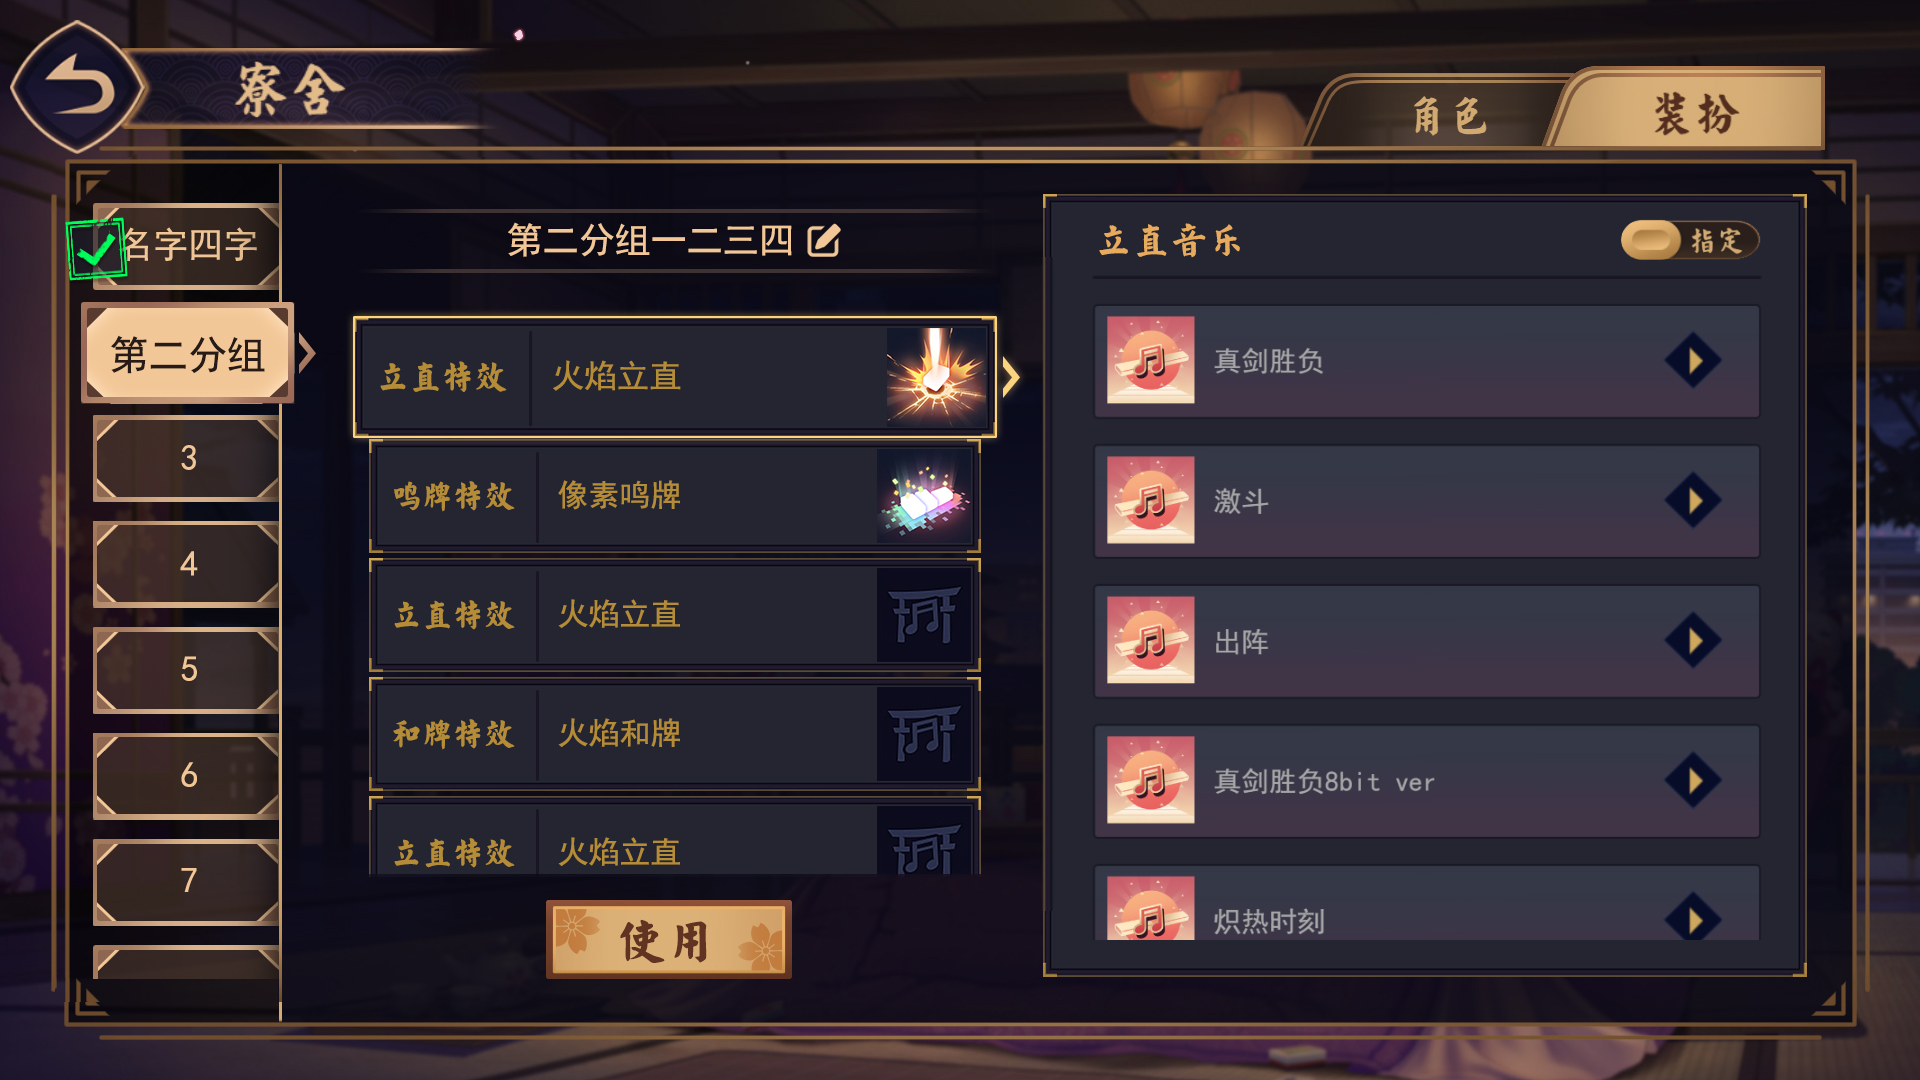 寮舍
角色
装扮
名字四字
第二分组
3
4
5
6
7
第二分组一二三四
立直特效 火焰立直
鸣牌特效 像素鸣牌
立直特效 火焰立直
和牌特效 火焰和牌
立直特效 火焰立直
使用
立直音乐
指定
真剑胜负
激斗
出阵
真剑胜负8bit ver
炽热时刻